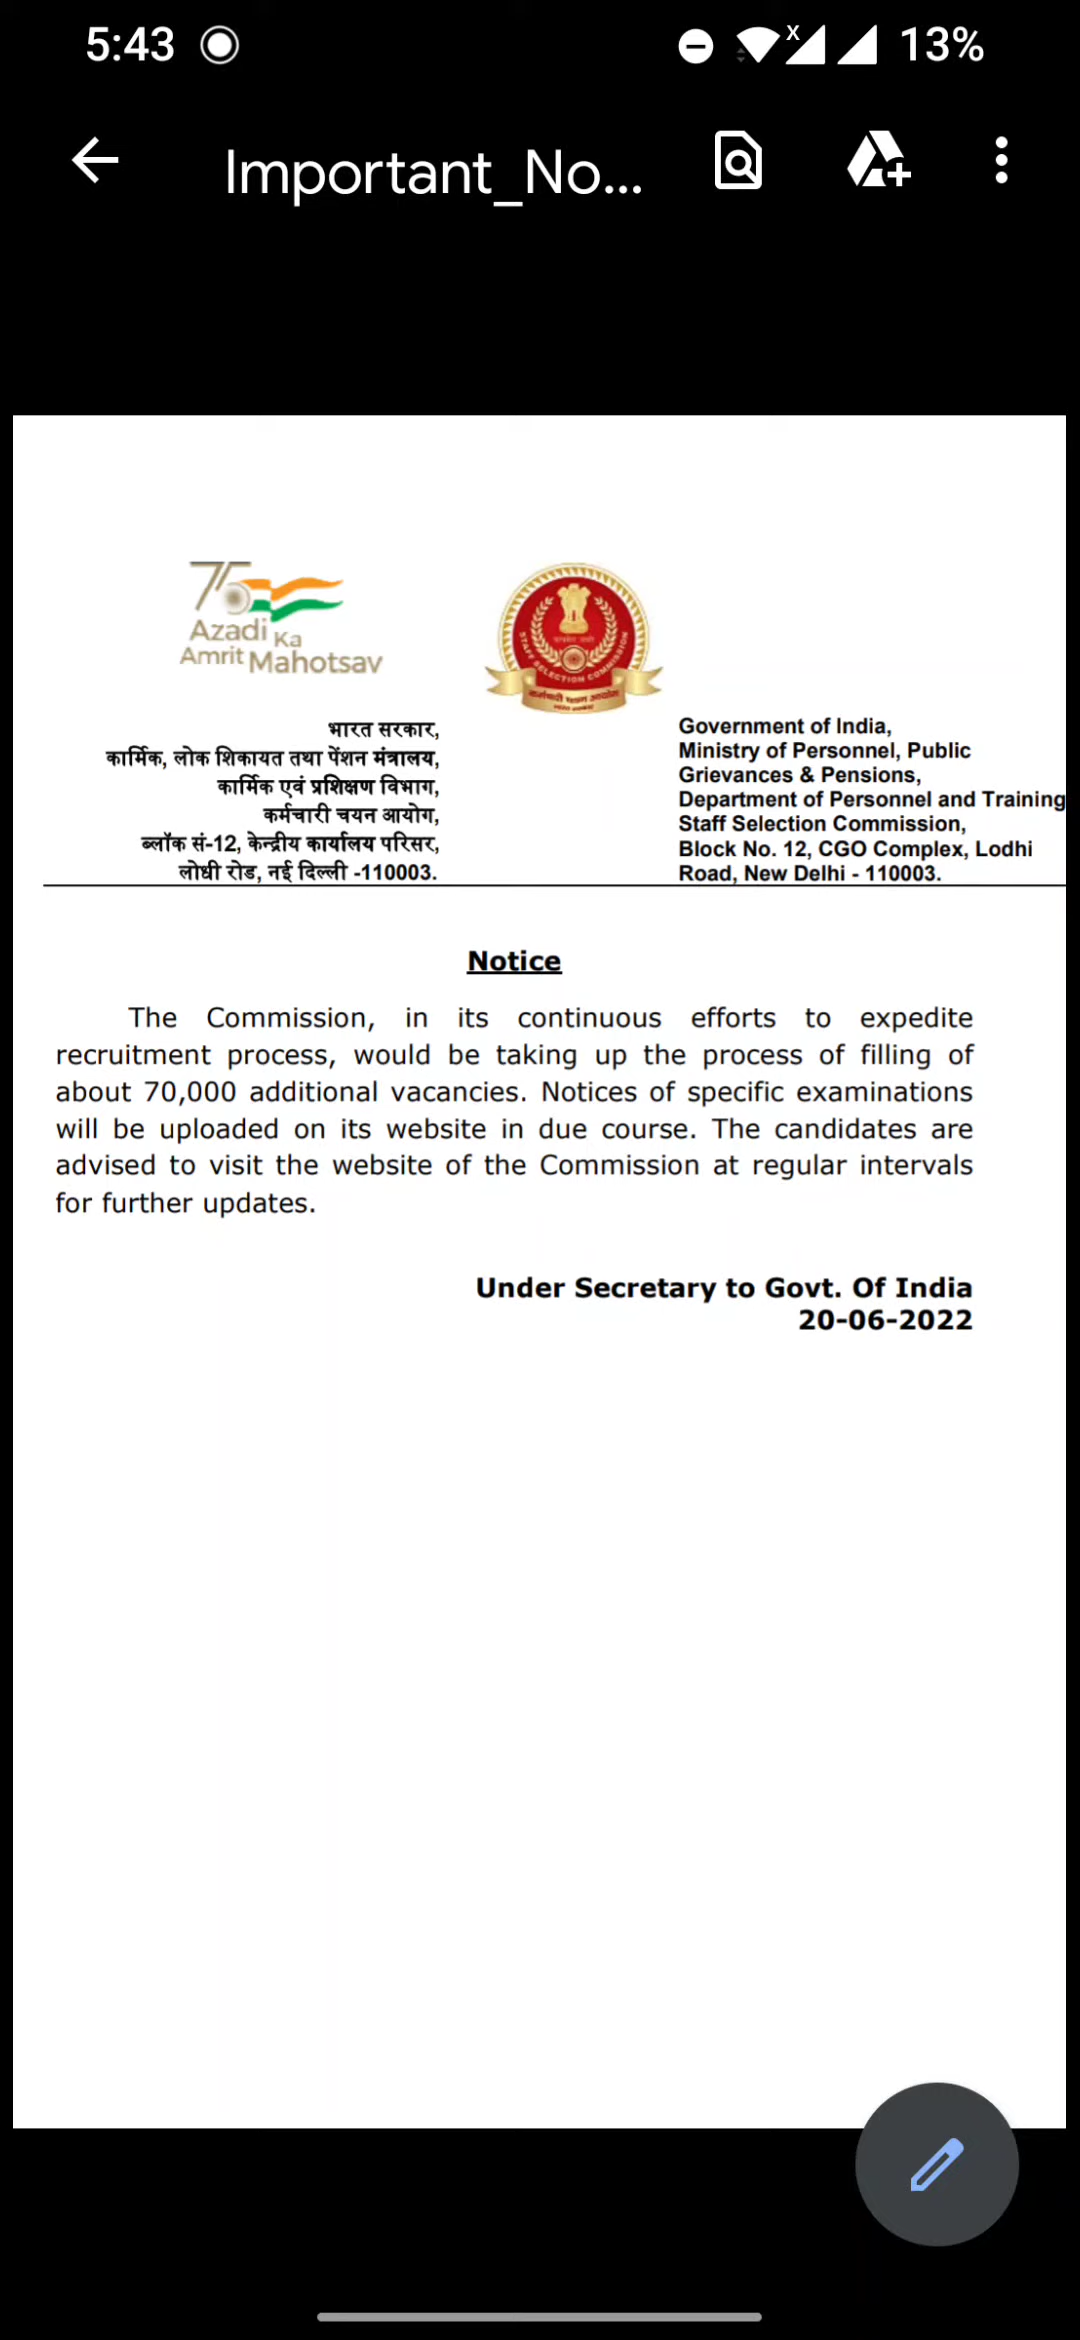 5:43
x
13%
Important_No...
75
Azadi Ka
Amrit Mahotsav
STAFF SELECTION COMMISSION
भारत सरकार,
कार्मिक, लोक शिकायत तथा पेंशन मंत्रालय,
कार्मिक एवं प्रशिक्षण विभाग,
कर्मचारी चयन आयोग,
ब्लॉक सं-12, केन्द्रीय कार्यालय परिसर,
लोधी रोड, नई दिल्ली -110003.
Government of India,
Ministry of Personnel, Public
Grievances & Pensions,
Department of Personnel and Training
Staff Selection Commission,
Block No. 12, CGO Complex, Lodhi
Road, New Delhi - 110003.
Notice
The Commission, in its continuous efforts to expedite
recruitment process, would be taking up the process of filling of
about 70,000 additional vacancies. Notices of specific examinations
will be uploaded on its website in due course. The candidates are
advised to visit the website of the Commission at regular intervals
for further updates.
Under Secretary to Govt. Of India
20-06-2022